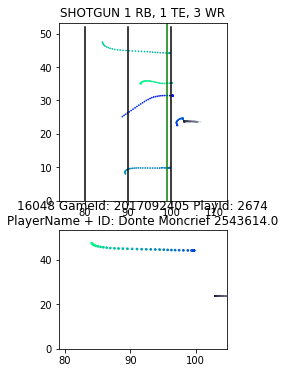 SHOTGUN 1 RB, 1 TE, 3 WR
50
40
30
20
10
0
80 90 100 110
16048 GameId: 2017092405 PlayId: 2674
PlayerName + ID: Donte Moncrief 2543614.0
40
20
0
80 90 100